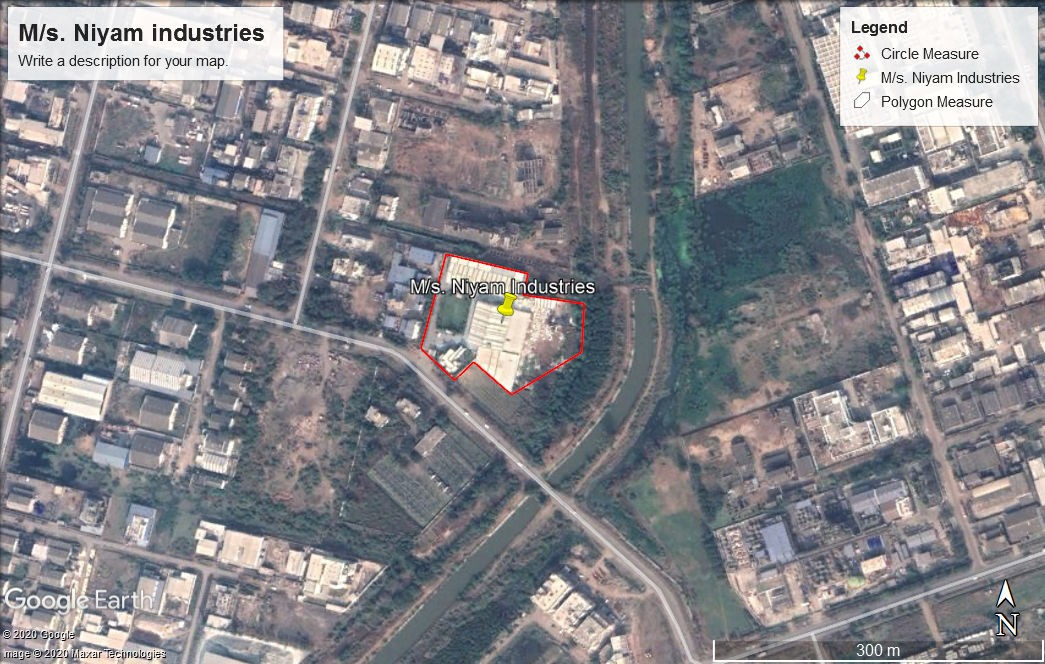 M/s. Niyam industries
Write a description for your map.
Legend
Circle Measure
M/s. Niyam Industries
Polygon Measure
M/s. Niyam Industries
Google Earth
© 2020 Google
Image © 2020 Maxar Technologies
N
300 m